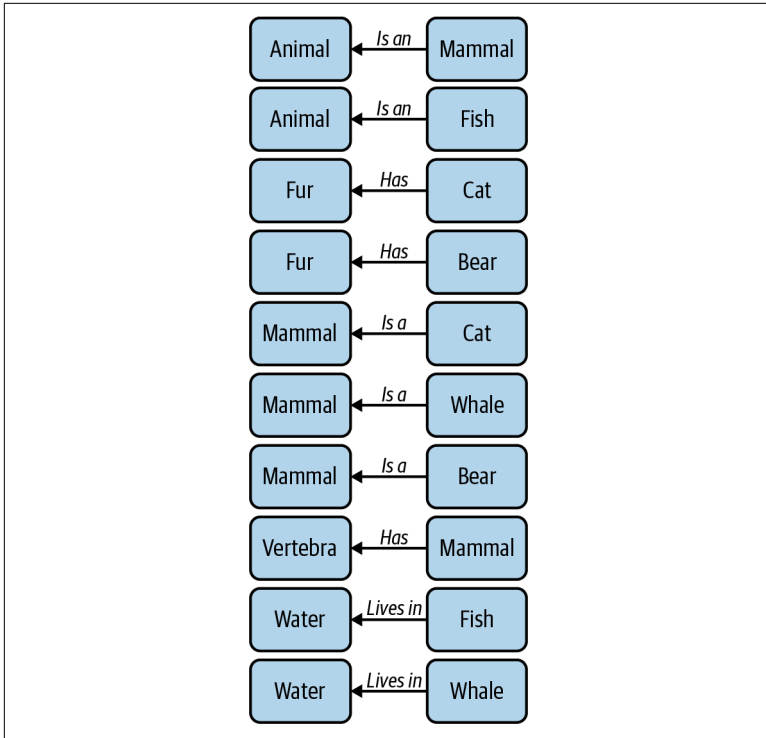 Animal Is an Mammal
Animal Is an Fish
Fur Has Cat
Fur Has Bear
Mammal Is a Cat
Mammal Is a Whale
Mammal Is a Bear
Vertebra Has Mammal
Water Lives in Fish
Water Lives in Whale